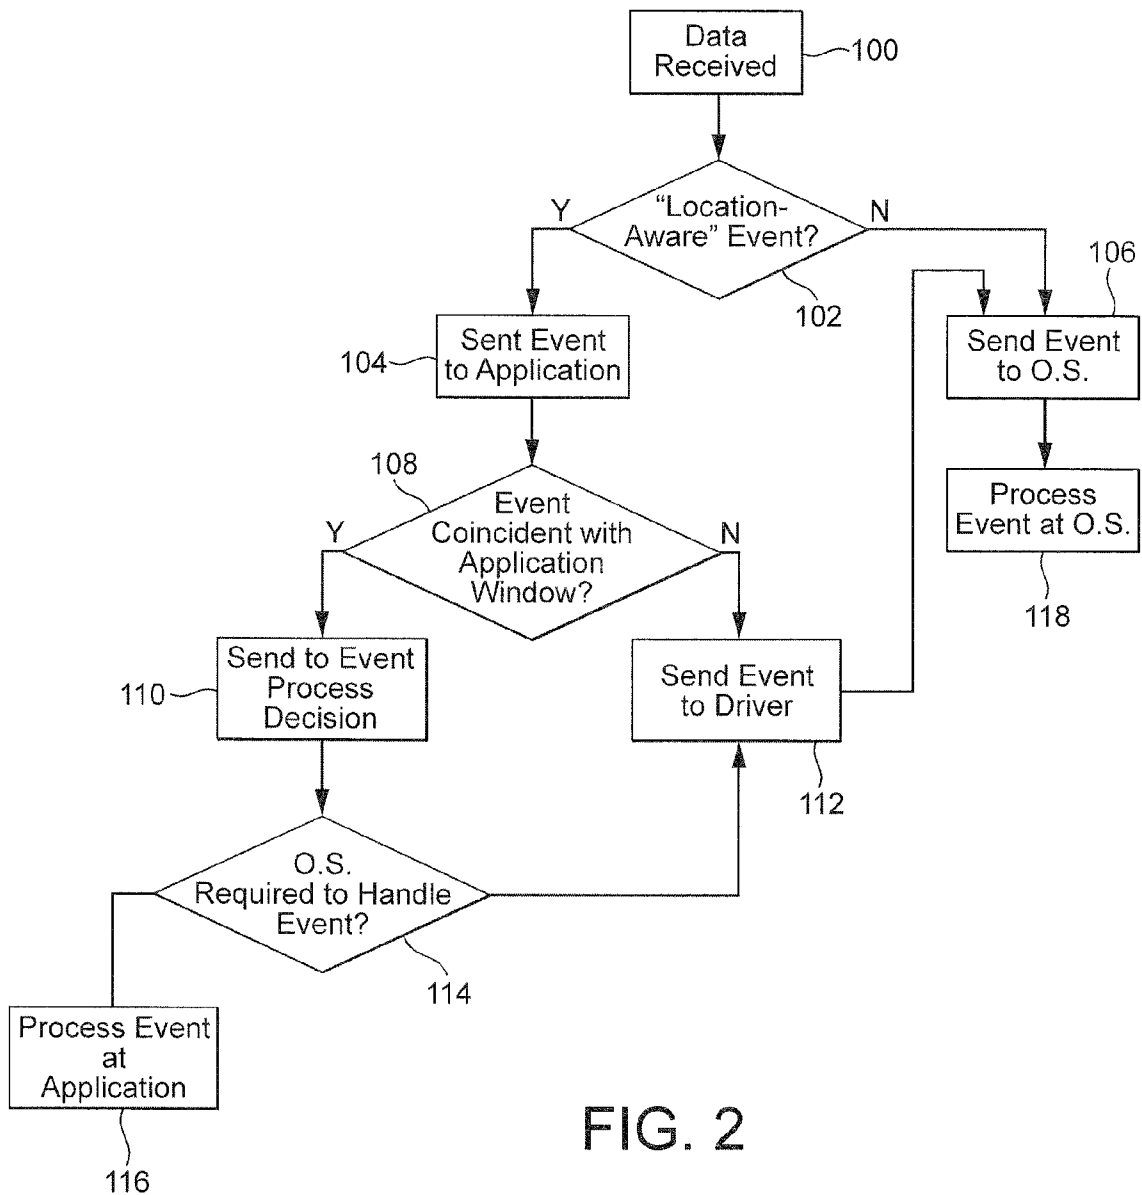 Data
Received
100
"Location-
Aware" Event?
Y
N
102
106
Sent Event
to Application
104
Send Event
to O.S.
108
Event
Coincident with
Application
Window?
Y
N
Process
Event at O.S.
118
Send to Event
Process
Decision
110
Send Event
to Driver
112
O.S.
Required to Handle
Event?
114
Process Event
at
Application
116
FIG. 2